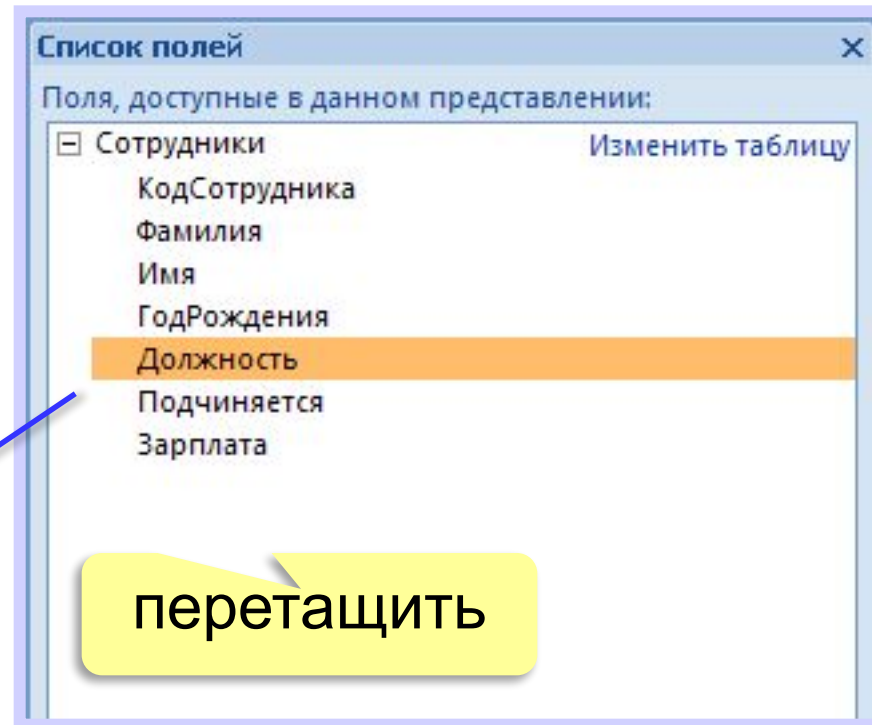 Список полей
Поля, доступные в данном представлении:
Сотрудники Изменить таблицу
КодСотрудника
Фамилия
Имя
ГодРождения
Должность
Подчиняется
Зарплата
перетащить